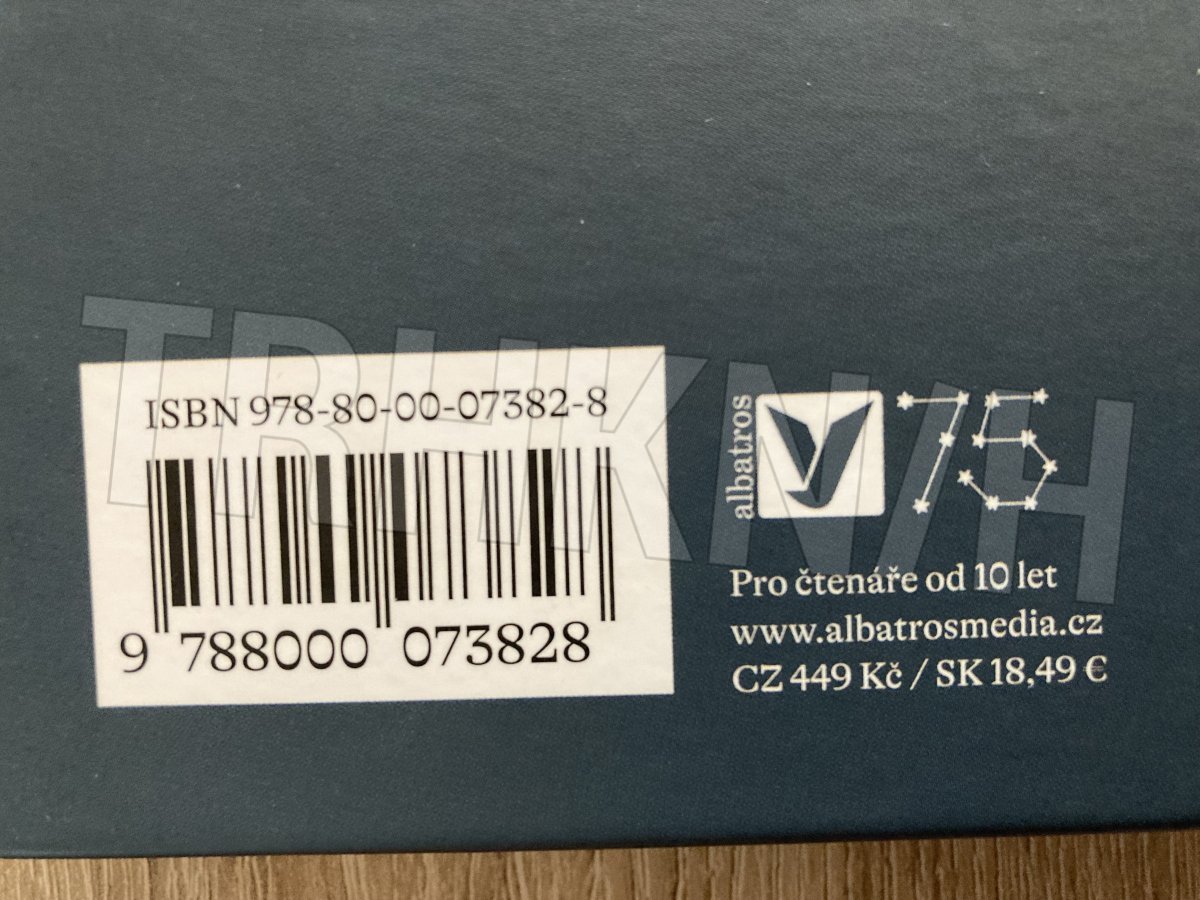 TRHKNIH
ISBN 978-80-00-07382-8
9 788000 073828
albatros
75
Pro čtenáře od 10 let
www.albatrosmedia.cz
CZ 449 Kč / SK 18,49 €